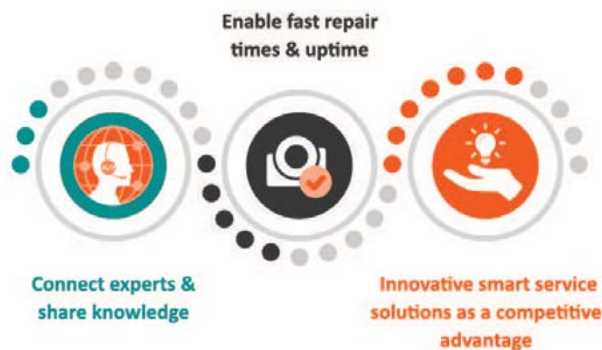 Enable fast repair
times & uptime
Connect experts &
share knowledge
Innovative smart service
solutions as a competitive
advantage